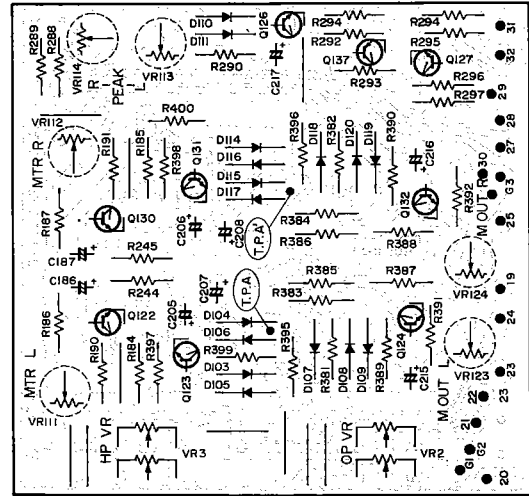 R289
R288
VR114
R
PEAK
L
VR113
D110
D111
R290
Q126
C217
R294
R292
Q137
R293
R294
R295
Q127
R296
R297
31
32
29
28
27
30
G3
25
19
24
23
23
22
21
G2
G1
20
R400
VR112
MTR R
R191
R185
R398
Q131
D114
D116
D115
D117
R396
D118
R382
D120
D119
R390
C216
Q132
R392
M OUT R
R187
Q130
C206
C208
T.P.A
R384
R386
R388
C187
R245
C186
R244
C207
T.P.A
R385
R383
R387
VR124
R186
Q122
C205
D104
D106
R399
D103
D105
R395
Q124
R391
MTR L
R190
R184
R397
Q123
D107
R381
D108
D109
R389
C215
M OUT L
VR123
VR111
HP VR
VR3
OP VR
VR2